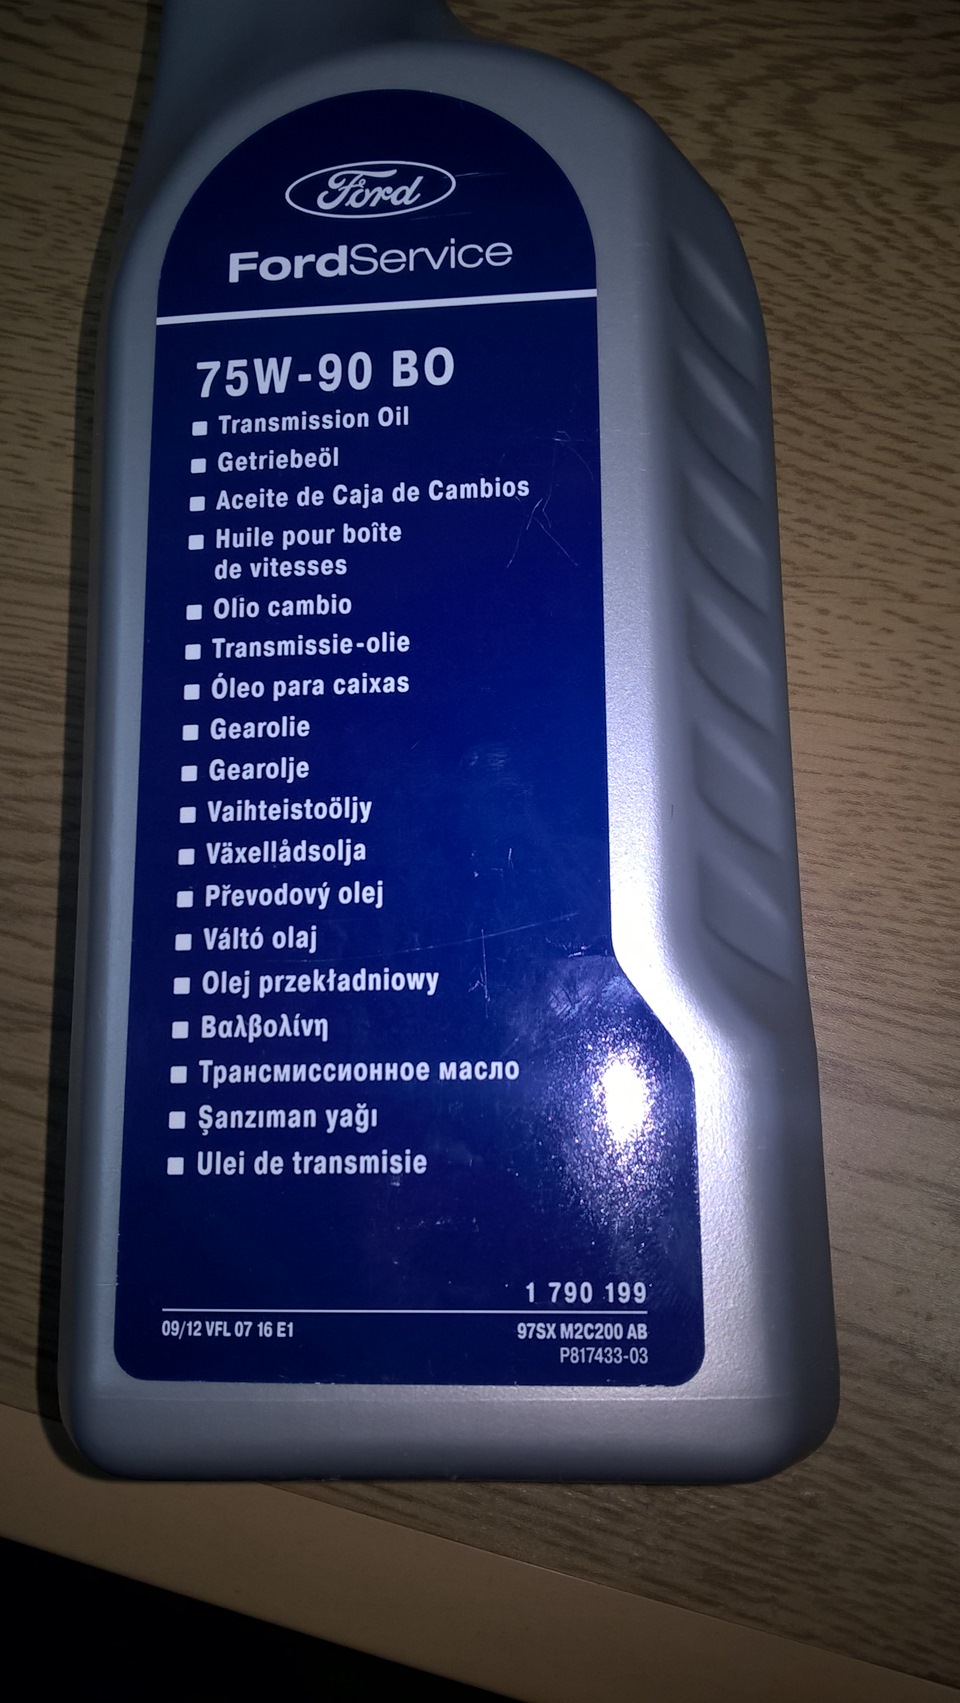 Ford
FordService
75W-90 BO
Transmission Oil
Getriebeöl
Aceite de Caja de Cambios
Huile pour boîte
de vitesses
Olio cambio
Transmissie-olie
Óleo para caixas
Gearolie
Gearolje
Vaihteistoöljy
Växellådsolja
Převodový olej
Váltó olaj
Olej przekładniowy
Βαλβολίνη
Трансмиссионное масло
Şanzıman yağı
Ulei de transmisie
1 790 199
09/12 VFL 07 16 E1
97SX M2C200 AB
P817433-03